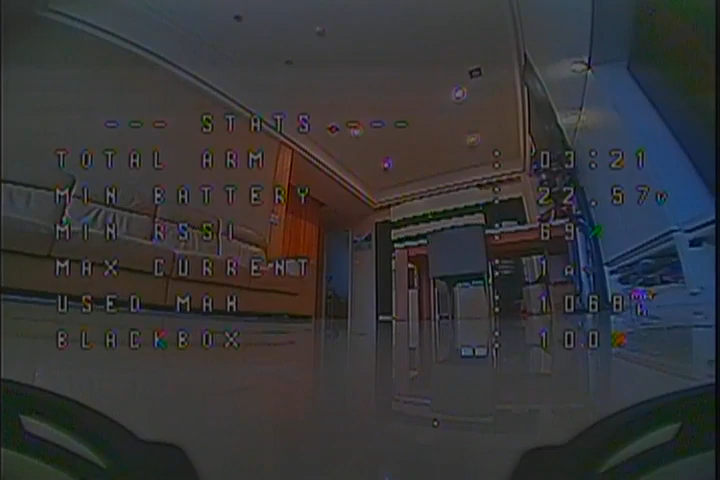 --- STATS ---
TOTAL ARM : 03:21
MIN BATTERY : 22.57V
MIN RSSI : 69%
MAX CURRENT : 1A
USED MAH : 1068
BLACKBOX : 100%